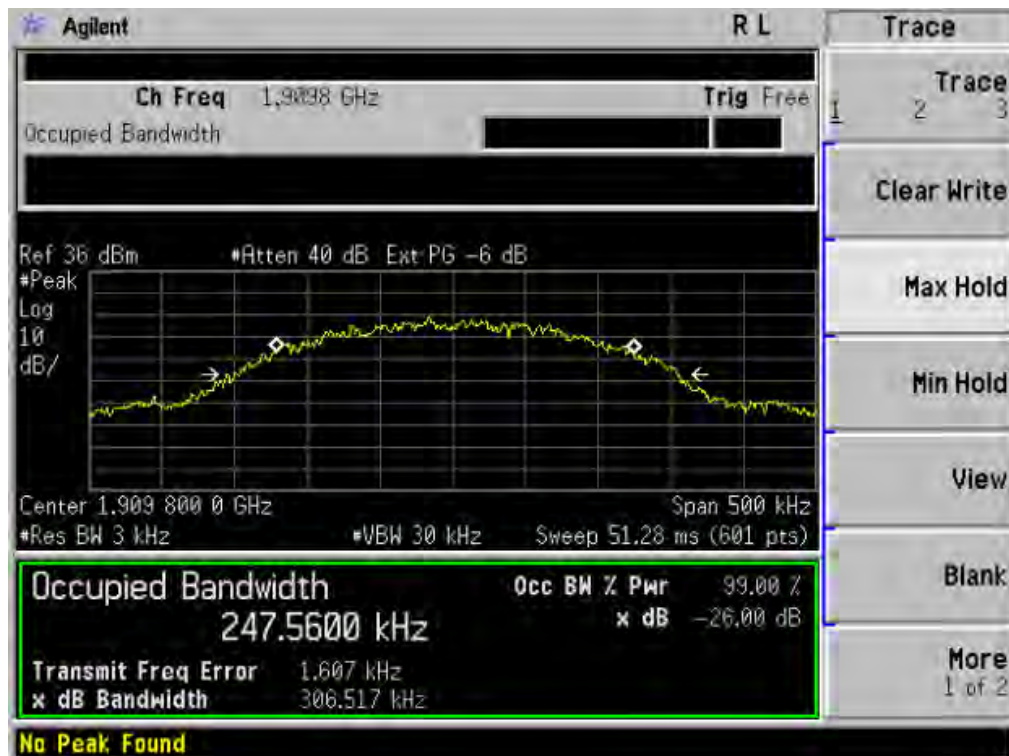 Agilent R L Trace
Ch Freq 1.9098 GHz Trig Free
Occupied Bandwidth
Trace
1 2 3
Clear Write
Max Hold
Min Hold
View
Blank
More
1 of 2
Ref 36 dBm #Atten 40 dB Ext PG -6 dB
#Peak
Log
10
dB/
Center 1.909 800 0 GHz Span 500 kHz
#Res BW 3 kHz #VBW 30 kHz Sweep 51.28 ms (601 pts)
Occupied Bandwidth Occ BW % Pwr 99.00 %
247.5600 kHz x dB -26.00 dB
Transmit Freq Error 1.607 kHz
x dB Bandwidth 306.517 kHz
No Peak Found